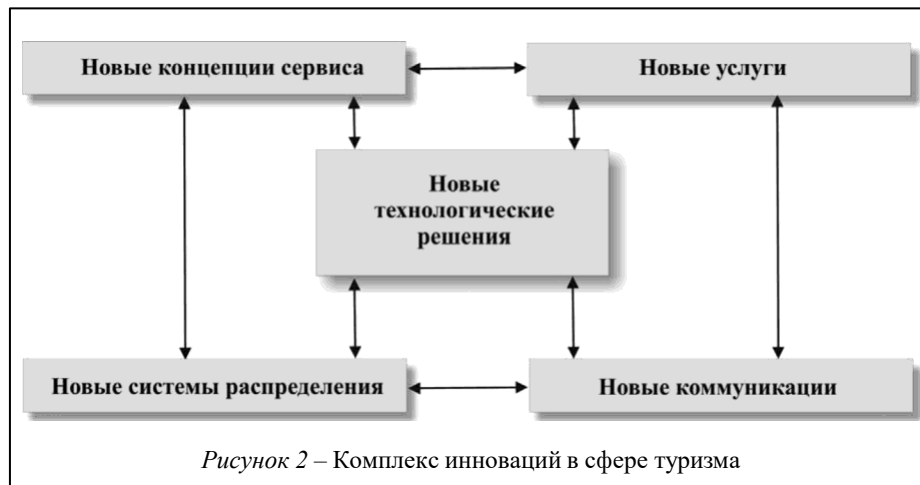 Новые концепции сервиса
Новые услуги
Новые
технологические
решения
Новые системы распределения
Новые коммуникации
Рисунок 2 – Комплекс инноваций в сфере туризма